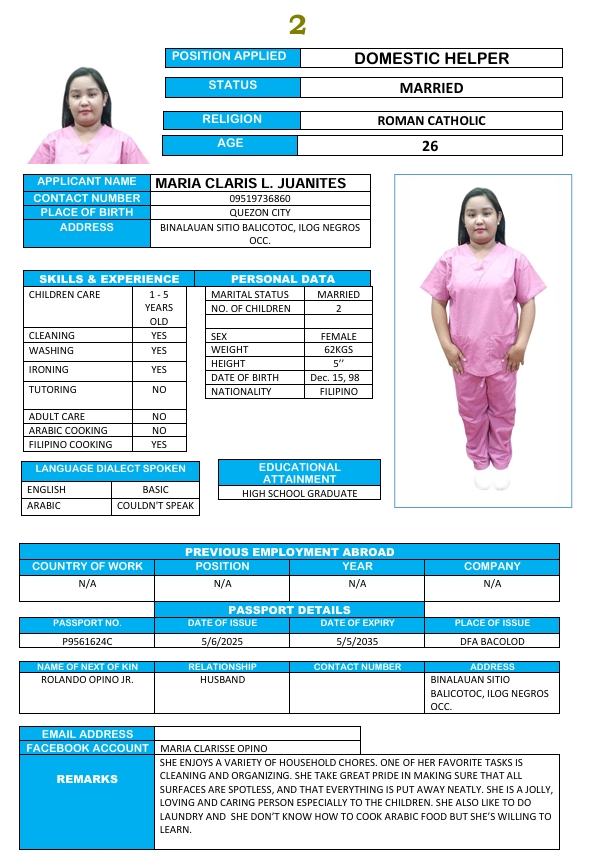 2
POSITION APPLIED DOMESTIC HELPER
STATUS MARRIED
RELIGION ROMAN CATHOLIC
AGE 26
APPLICANT NAME MARIA CLARIS L. JUANITES
CONTACT NUMBER 09519736860
PLACE OF BIRTH QUEZON CITY
ADDRESS BINALAUAN SITIO BALICOTOC, ILOG NEGROS
OCC.
SKILLS & EXPERIENCE
CHILDREN CARE 1 - 5
YEARS
OLD
CLEANING YES
WASHING YES
IRONING YES
TUTORING NO
ADULT CARE NO
ARABIC COOKING NO
FILIPINO COOKING YES
PERSONAL DATA
MARITAL STATUS MARRIED
NO. OF CHILDREN 2
SEX FEMALE
WEIGHT 62KGS
HEIGHT 5’’
DATE OF BIRTH Dec. 15, 98
NATIONALITY FILIPINO
LANGUAGE DIALECT SPOKEN
ENGLISH BASIC
ARABIC COULDN'T SPEAK
EDUCATIONAL
ATTAINMENT
HIGH SCHOOL GRADUATE
PREVIOUS EMPLOYMENT ABROAD
COUNTRY OF WORK POSITION YEAR COMPANY
N/A N/A N/A N/A
PASSPORT DETAILS
PASSPORT NO. DATE OF ISSUE DATE OF EXPIRY PLACE OF ISSUE
P9561624C 5/6/2025 5/5/2035 DFA BACOLOD
NAME OF NEXT OF KIN RELATIONSHIP CONTACT NUMBER ADDRESS
ROLANDO OPINO JR. HUSBAND BINALAUAN SITIO
BALICOTOC, ILOG NEGROS
OCC.
EMAIL ADDRESS
FACEBOOK ACCOUNT MARIA CLARISSE OPINO
REMARKS
SHE ENJOYS A VARIETY OF HOUSEHOLD CHORES. ONE OF HER FAVORITE TASKS IS
CLEANING AND ORGANIZING. SHE TAKE GREAT PRIDE IN MAKING SURE THAT ALL
SURFACES ARE SPOTLESS, AND THAT EVERYTHING IS PUT AWAY NEATLY. SHE IS A JOLLY,
LOVING AND CARING PERSON ESPECIALLY TO THE CHILDREN. SHE ALSO LIKE TO DO
LAUNDRY AND SHE DON'T KNOW HOW TO COOK ARABIC FOOD BUT SHE'S WILLING TO
LEARN.